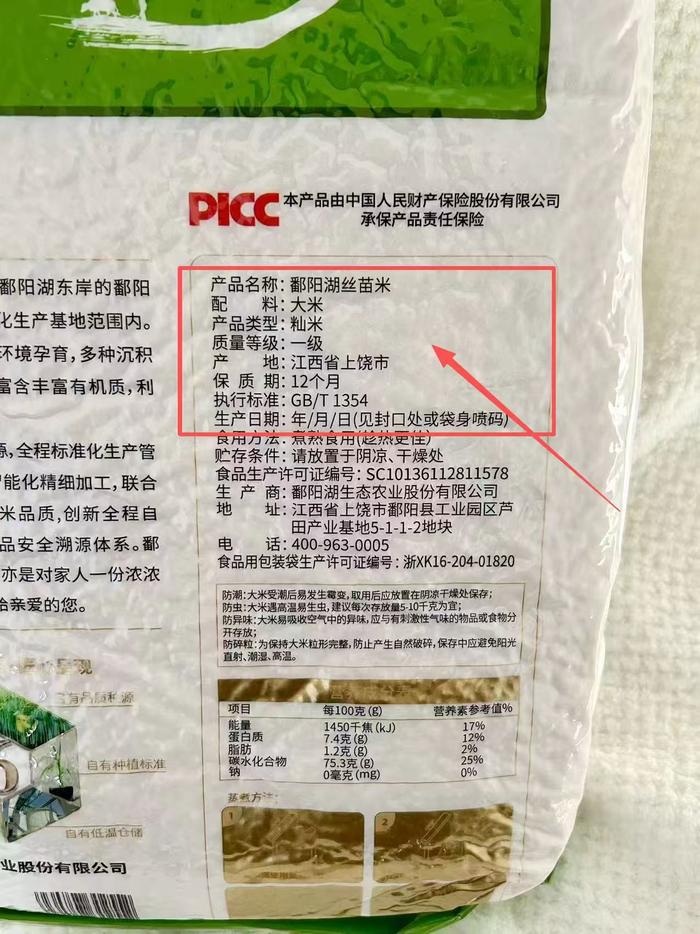 PICC 本产品由中国人民财产保险股份有限公司
承保产品责任保险
鄱阳湖东岸的鄱阳
化生产基地范围内。
环境孕育，多种沉积
富含丰富有机质，利
全程标准化生产管
智能化精细加工，联合
米品质，创新全程自
品安全溯源体系。鄱
亦是对家人一份浓浓
给亲爱的您。
产品名称：鄱阳湖丝苗米
配 料：大米
产品类型：籼米
质量等级：一级
产 地：江西省上饶市
保 质 期：12个月
执行标准：GB/T 1354
生产日期：年/月/日(见封口处或袋身喷码)
食用方法：煮熟食用(趁热更佳)
贮存条件：请放置于阴凉、干燥处
食品生产许可证编号：SC10136112811578
生 产 商：鄱阳湖生态农业股份有限公司
地 址：江西省上饶市鄱阳县工业园区芦
田产业基地5-1-1-2地块
电 话：400-963-0005
食品用包装袋生产许可证编号：浙XK16-204-01820
防潮：大米受潮后易发生霉变，取用后应放置在阴凉干燥处保存；
防虫：大米遇高温易生虫，建议每次存放量5-10千克为宜；
防异味：大米易吸收空气中的异味，应与有刺激性气味的物品或食物分
开存放；
防碎粒：为保持大米粒形完整，防止产生自然破碎，保存中应避免阳光
直射、潮湿、高温。
项目 每100克(g) 营养素参考值%
能量 1450千焦(kJ) 17%
蛋白质 7.4克(g) 12%
脂肪 1.2克(g) 2%
碳水化合物 75.3克(g) 25%
钠 0毫克(mg) 0%
蒸煮方法：
1
2
自有种植标准
自有低温仓储
业股份有限公司